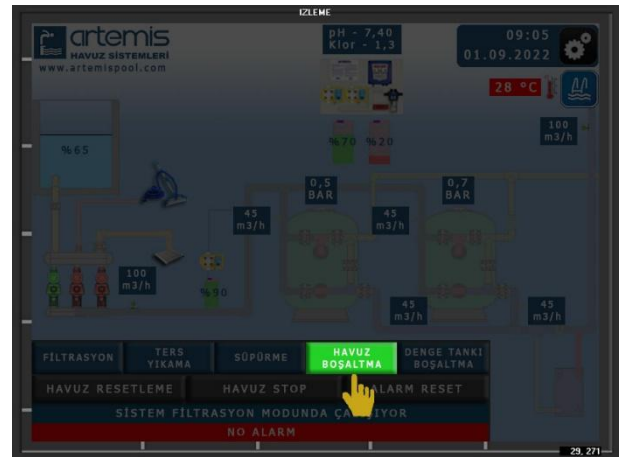 IZLEME
artemis
HAVUZ SİSTEMLERİ
www.artemispool.com
pH - 7,40
Klor - 1,3
09:05
01.09.2022
28 °C
100
m3/h
%65
%70
%20
0,5
BAR
0,7
BAR
45
m3/h
45
m3/h
100
m3/h
%90
45
m3/h
45
m3/h
FİLTRASYON
TERS
YIKAMA
SÜPÜRME
HAVUZ
BOŞALTMA
DENGE TANKI
BOŞALTMA
HAVUZ RESETLEME
HAVUZ STOP
ALARM RESET
SİSTEM FİLTRASYON MODUNDA ÇALIŞIYOR
NO ALARM
29, 271